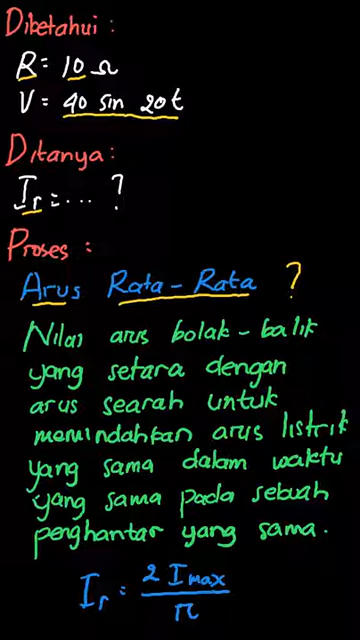 Diketahui :
R = 10 Ω
V = 40 sin 20t
Ditanya :
Ir = ... ?
Proses :
Arus Rata - Rata ?
Nilai arus bolak - balik
yang setara dengan
arus searah untuk
memindahkan arus listrik
yang sama dalam waktu
yang sama pada sebuah
penghantar yang sama.
Ir = 2 Imax / π